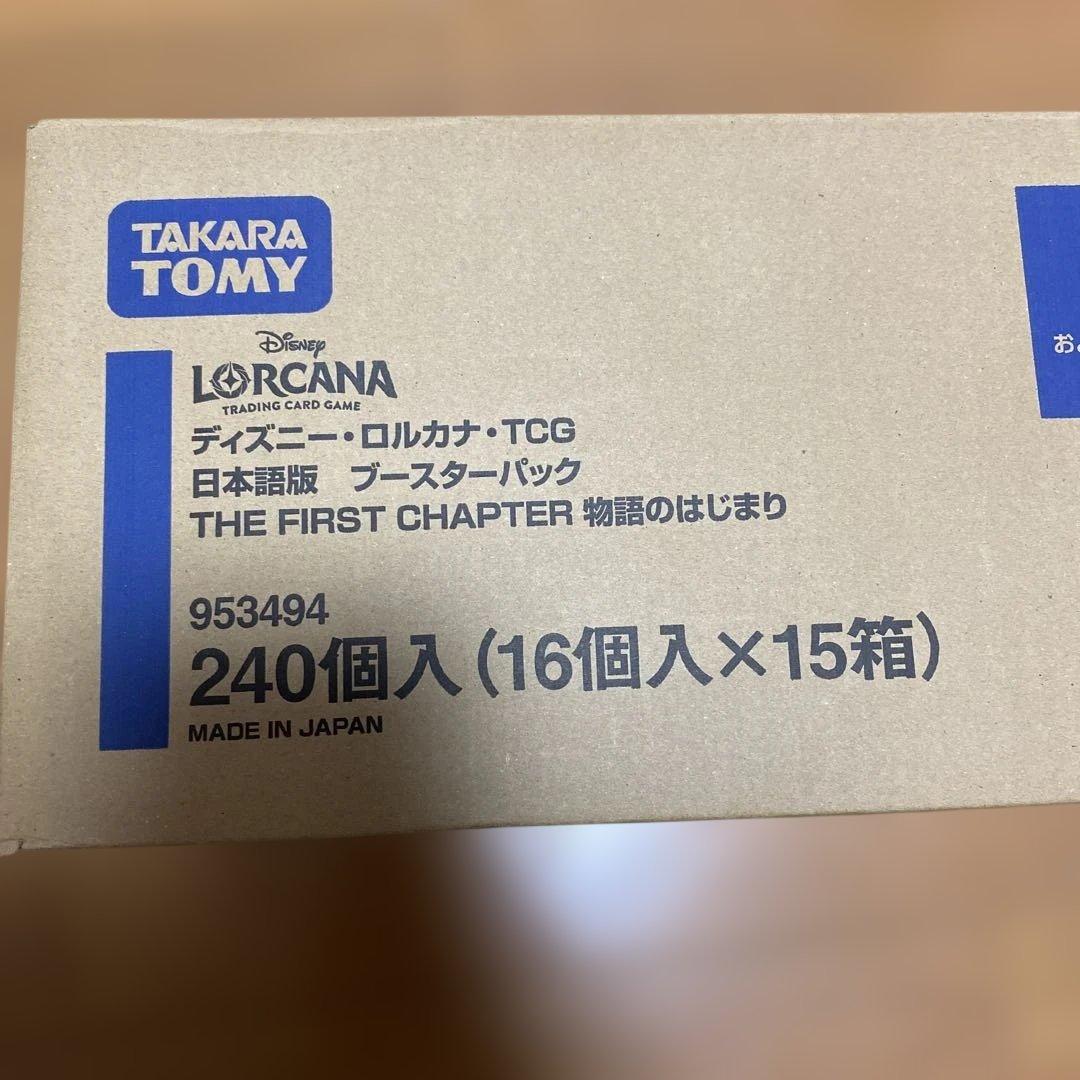 TAKARA
TOMY
Disney
LORCANA
TRADING CARD GAME
ディズニー・ロルカナ・TCG
日本語版 ブースターパック
THE FIRST CHAPTER 物語のはじまり
953494
240個入(16個入×15箱)
MADE IN JAPAN
お